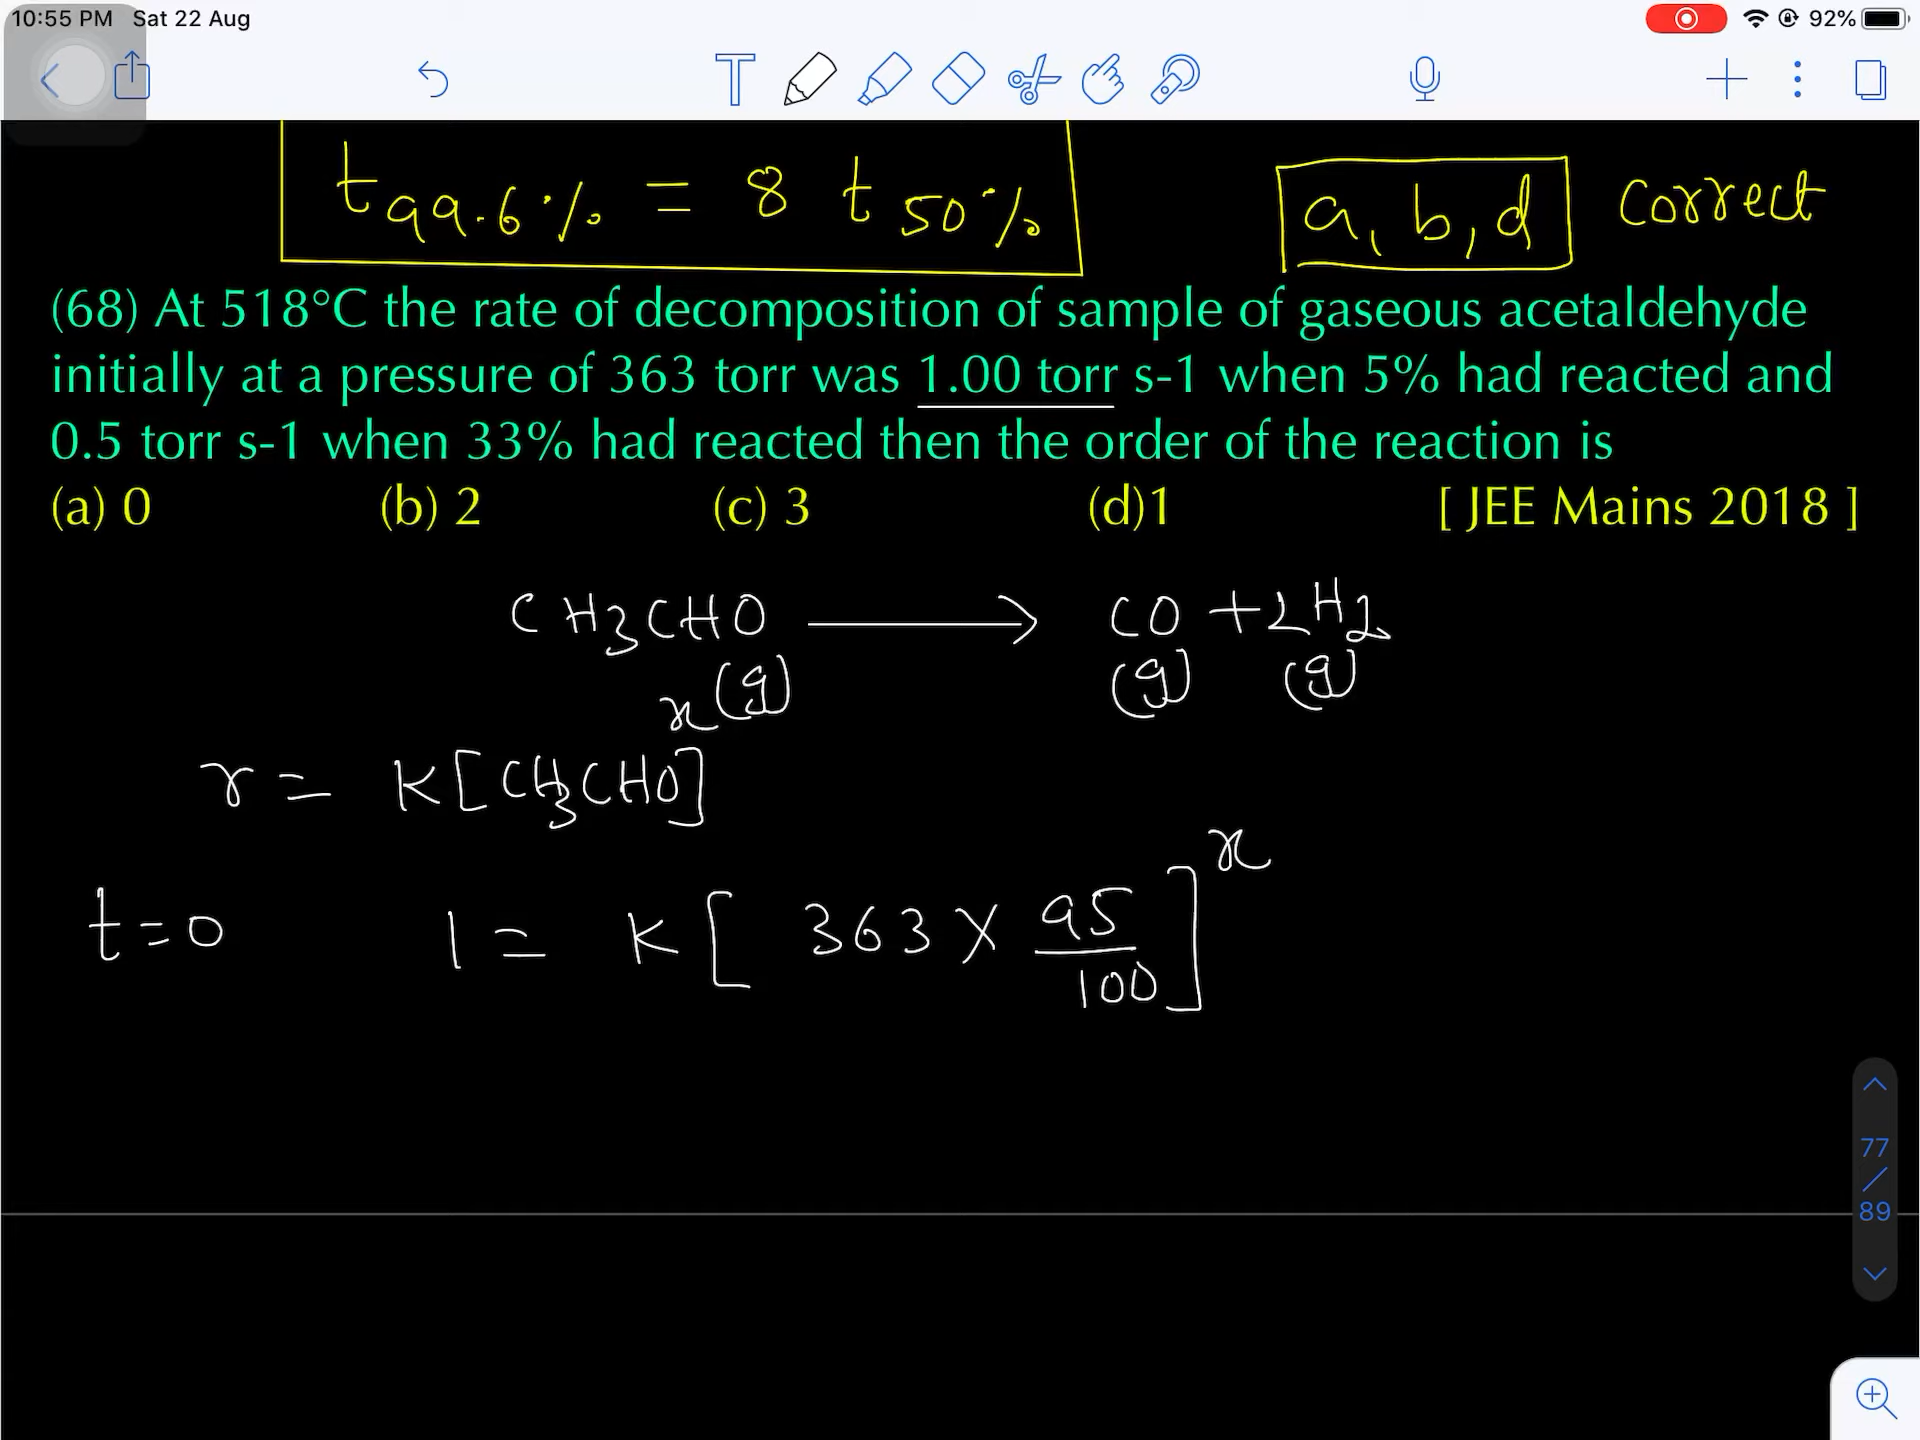 10:55 PM Sat 22 Aug 92%
t99.6% = 8 t50% a, b, d correct
(68) At 518°C the rate of decomposition of sample of gaseous acetaldehyde
initially at a pressure of 363 torr was 1.00 torr s-1 when 5% had reacted and
0.5 torr s-1 when 33% had reacted then the order of the reaction is
(a) 0 (b) 2 (c) 3 (d)1 [ JEE Mains 2018 ]
CH3CHO ⟶ CO + 2H2
(g) (g) (g)
r = K[CH3CHO]^x
t=0 1 = K[363 × 95/100]^x
77
/
89